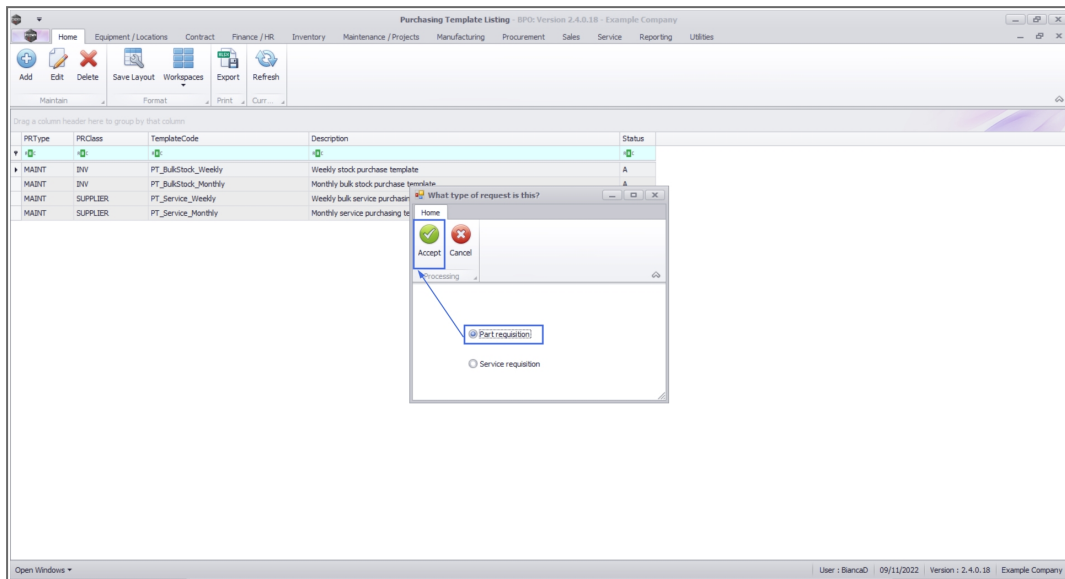 Purchasing Template Listing - BPO: Version 2.4.0.18 - Example Company
Home Equipment / Locations Contract Finance / HR Inventory Maintenance / Projects Manufacturing Procurement Sales Service Reporting Utilities
Add Edit Delete Save Layout Workspaces Export Refresh
Maintain Format Print Curr...
Drag a column header here to group by that column
PRType PRClass TemplateCode Description Status
MAINT INV PT_BulkStock_Weekly Weekly stock purchase template A
MAINT INV PT_BulkStock_Monthly Monthly bulk stock purchase template A
MAINT SUPPLIER PT_Service_Weekly Weekly bulk service purchasin
MAINT SUPPLIER PT_Service_Monthly Monthly service purchasing te
What type of request is this?
Home
Accept Cancel
Processing
Part requisition
Service requisition
Open Windows User : BiancaD 09/11/2022 Version : 2.4.0.18 Example Company